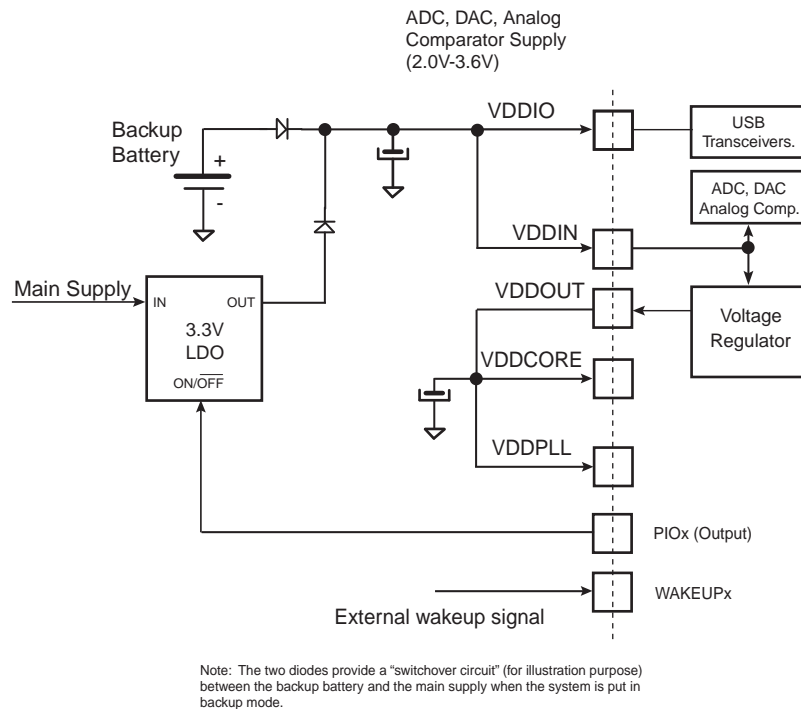 ADC, DAC, Analog
Comparator Supply
(2.0V-3.6V)
VDDIO
USB
Transceivers.
Backup
Battery
+
-
ADC, DAC
Analog Comp.
VDDIN
Main Supply
IN
OUT
3.3V
LDO
ON/OFF
VDDOUT
Voltage
Regulator
VDDCORE
VDDPLL
PIOx (Output)
WAKEUPx
External wakeup signal
Note: The two diodes provide a “switchover circuit” (for illustration purpose)
between the backup battery and the main supply when the system is put in
backup mode.